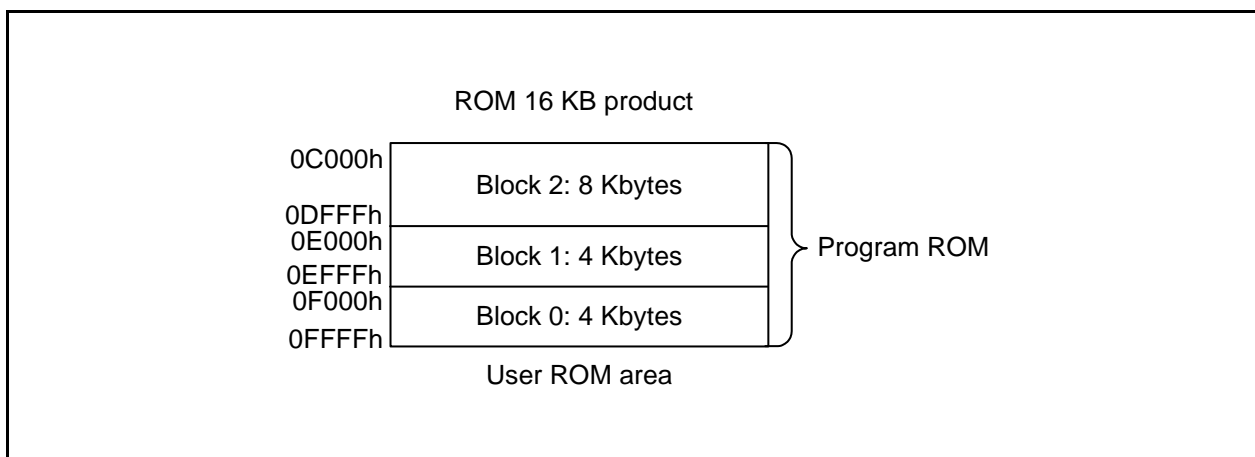 ROM 16 KB product
0C000h
Block 2: 8 Kbytes
0DFFFh
0E000h
Block 1: 4 Kbytes
Program ROM
0EFFFh
0F000h
Block 0: 4 Kbytes
0FFFFh
User ROM area